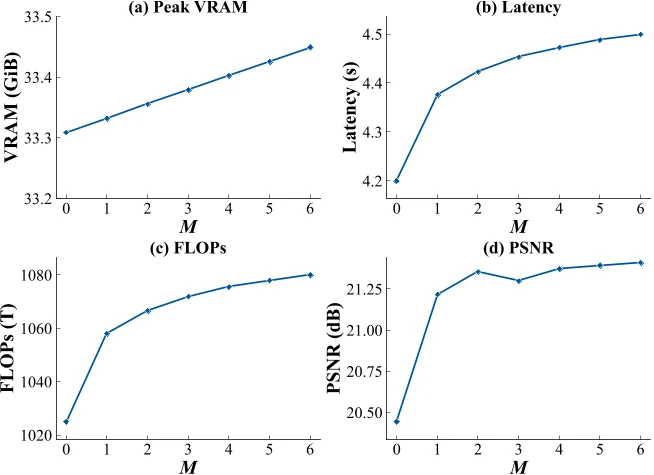 (a) Peak VRAM
VRAM (GiB)
33.5
33.4
33.3
33.2
0 1 2 3 4 5 6
M
(b) Latency
Latency (s)
4.5
4.4
4.3
4.2
0 1 2 3 4 5 6
M
(c) FLOPs
FLOPs (T)
1080
1060
1040
1020
0 1 2 3 4 5 6
M
(d) PSNR
PSNR (dB)
21.25
21.00
20.75
20.50
0 1 2 3 4 5 6
M